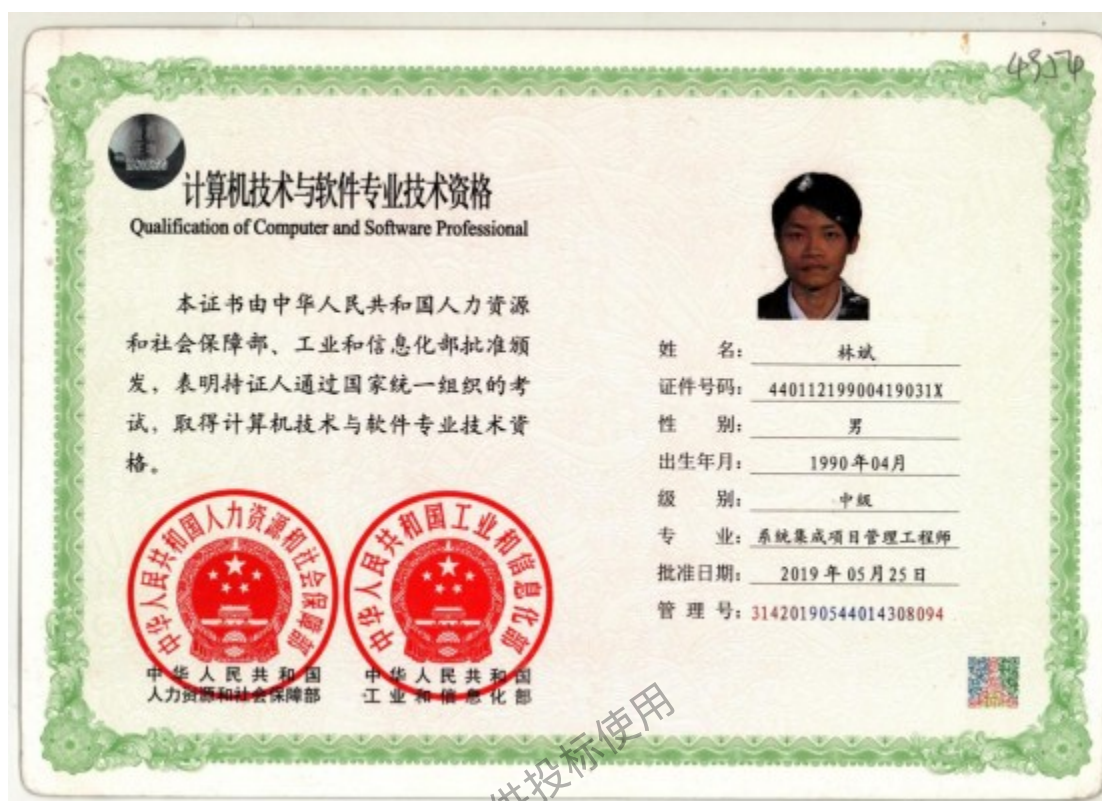 4354
计算机技术与软件专业技术资格
Qualification of Computer and Software Professional
本证书由中华人民共和国人力资源
和社会保障部、工业和信息化部批准颁
发，表明持证人通过国家统一组织的考
试，取得计算机技术与软件专业技术资
格。
中华人民共和国人力资源和社会保障部
中华人民共和国工业和信息化部
中华人民共和国
人力资源和社会保障部
中华人民共和国
工业和信息化部
姓 名： 林斌
证件号码： 44011219900419031X
性 别： 男
出生年月： 1990年04月
级 别： 中级
专 业： 系统集成项目管理工程师
批准日期： 2019年05月25日
管 理 号： 31420190544014308094
供投标使用